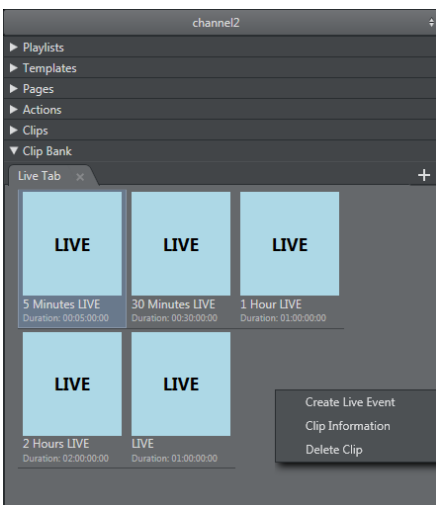 channel2
Playlists
Templates
Pages
Actions
Clips
Clip Bank
Live Tab
LIVE LIVE LIVE
5 Minutes LIVE 30 Minutes LIVE 1 Hour LIVE
Duration: 00:05:00:00 Duration: 00:30:00:00 Duration: 01:00:00:00
LIVE LIVE
2 Hours LIVE LIVE
Duration: 02:00:00:00 Duration: 01:00:00:00
Create Live Event
Clip Information
Delete Clip